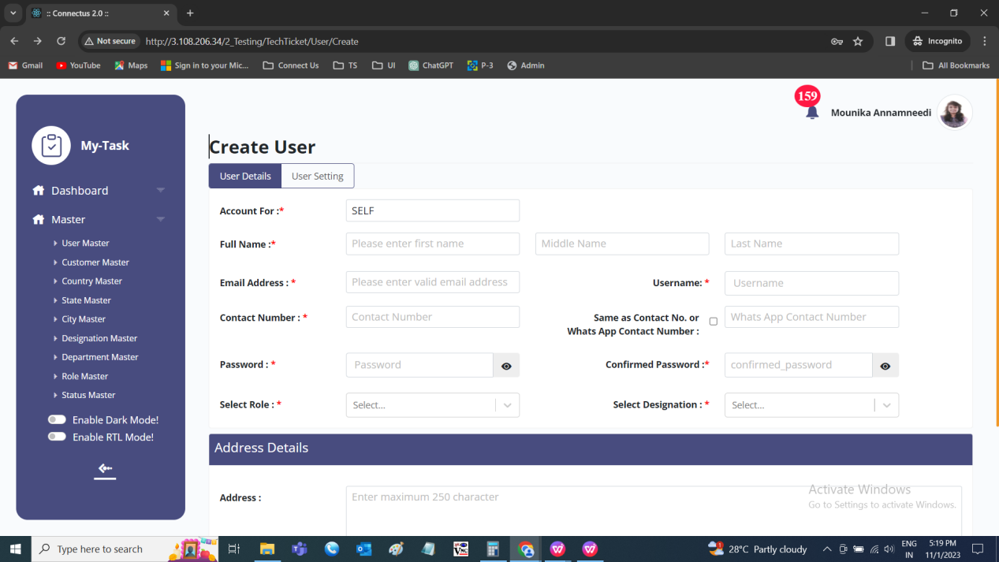 :: Connectus 2.0 ::
Not secure
http://3.108.206.34/2_Testing/TechTicket/User/Create
Incognito
Gmail
YouTube
Maps
Sign in to your Mic...
Connect Us
TS
UI
ChatGPT
P-3
Admin
All Bookmarks
159
Mounika Annamneedi
My-Task
Dashboard
Master
User Master
Customer Master
Country Master
State Master
City Master
Designation Master
Department Master
Role Master
Status Master
Enable Dark Mode!
Enable RTL Mode!
Create User
User Details
User Setting
Account For :*
SELF
Full Name :*
Please enter first name
Middle Name
Last Name
Email Address : *
Please enter valid email address
Username: *
Username
Contact Number : *
Contact Number
Same as Contact No. or
Whats App Contact Number :
Whats App Contact Number
Password : *
Password
Confirmed Password :*
confirmed_password
Select Role : *
Select...
Select Designation : *
Select...
Address Details
Address :
Enter maximum 250 character
Activate Windows
Go to Settings to activate Windows.
Type here to search
28°C Partly cloudy
ENG
IN
5:19 PM
11/1/2023